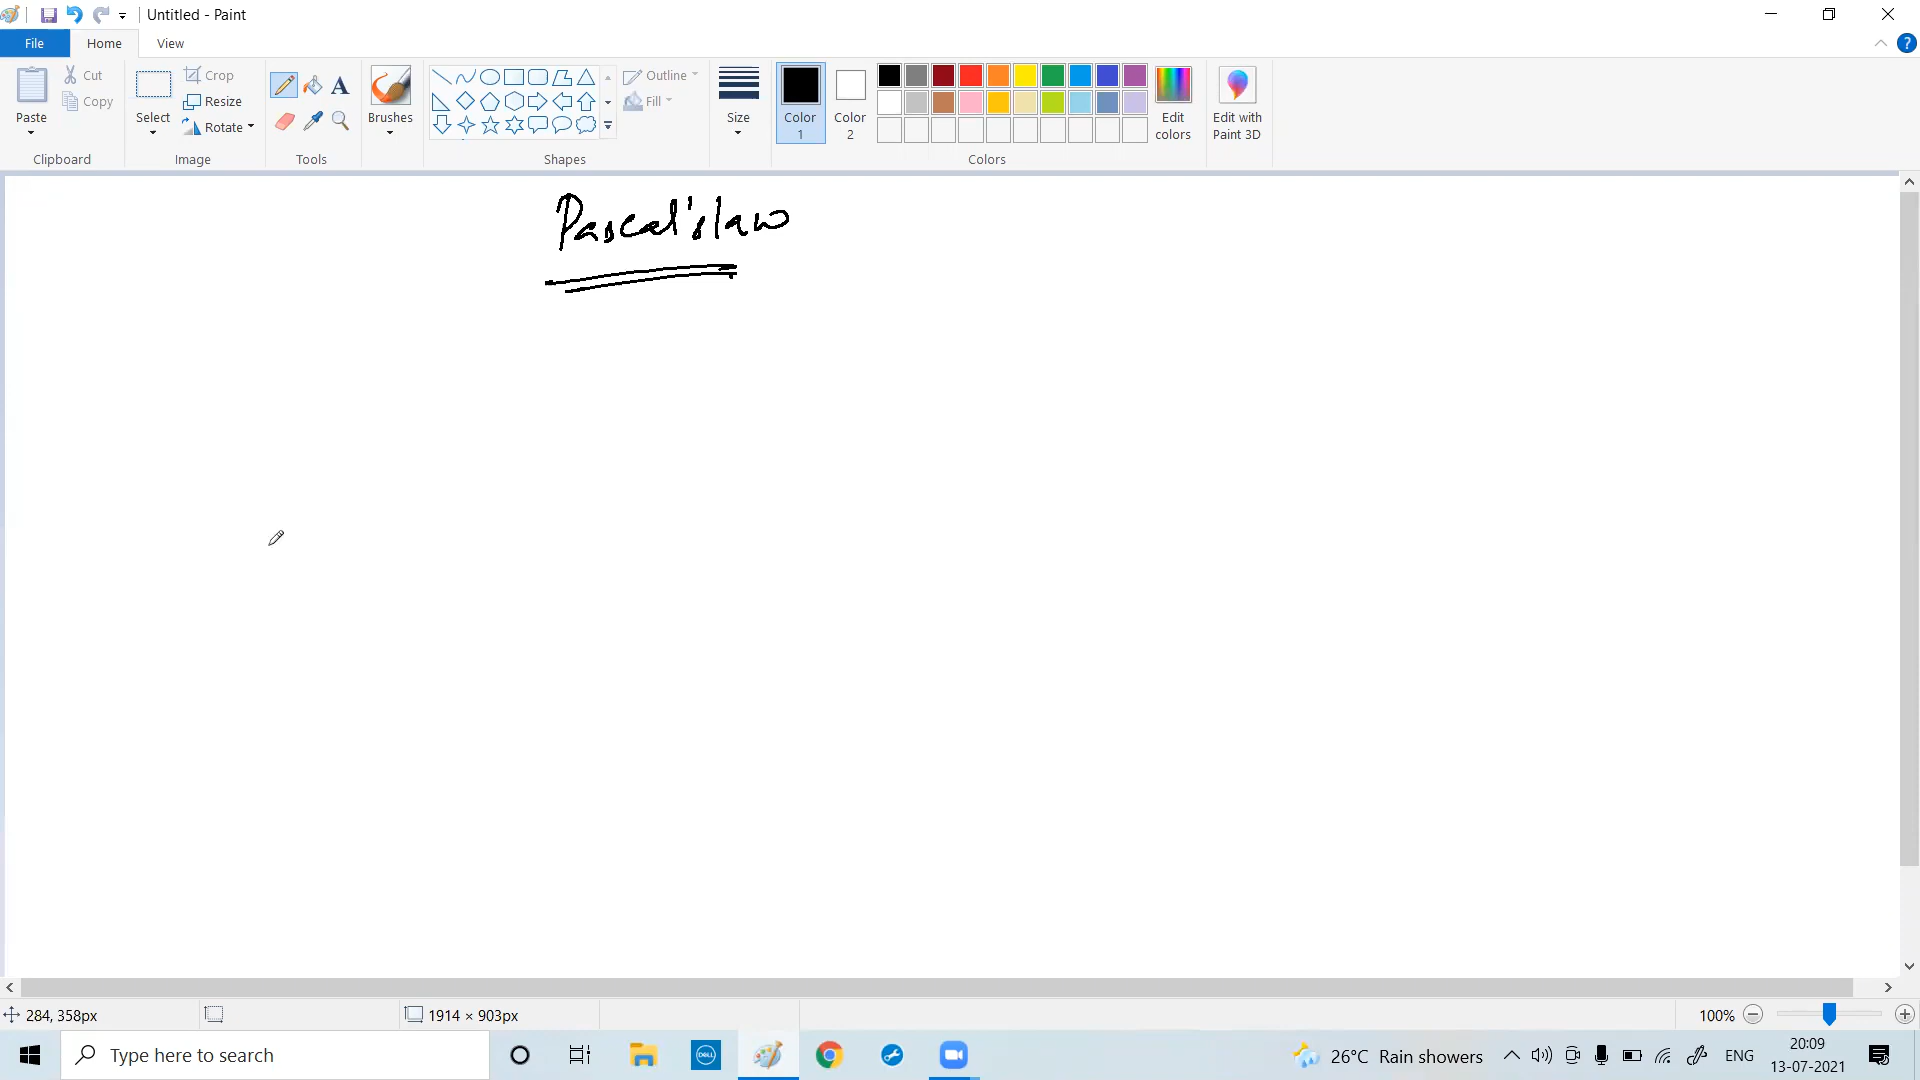 Untitled - Paint
File Home View
Paste
Cut
Copy
Clipboard
Select
Crop
Resize
Rotate
Image
Tools
Brushes
Shapes
Outline
Fill
Size
Color 1
Color 2
Colors
Edit colors
Edit with Paint 3D
Pascal's law
284, 358px
1914 × 903px
100%
Type here to search
DELL
26°C Rain showers
ENG
20:09
13-07-2021